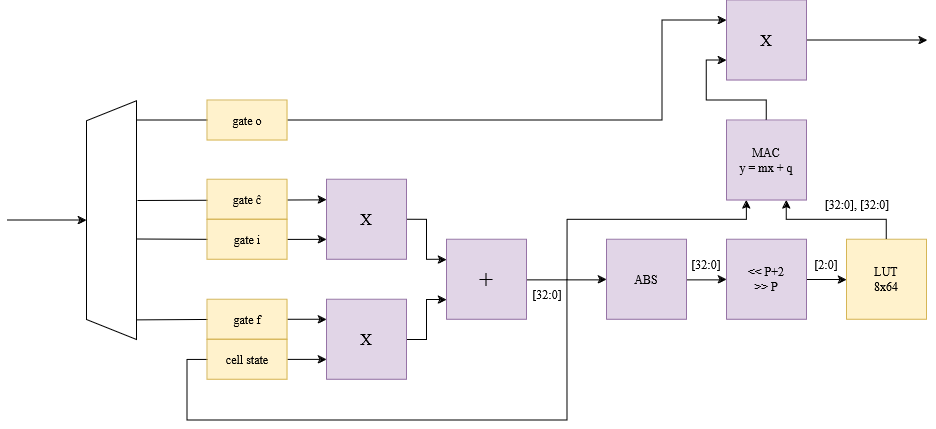 X
gate o
MAC
y = mx + q
gate ĉ
gate i
X
[32:0], [32:0]
+
[32:0]
ABS
[32:0]
<< P+2
>> P
[2:0]
LUT
8x64
gate f
cell state
X